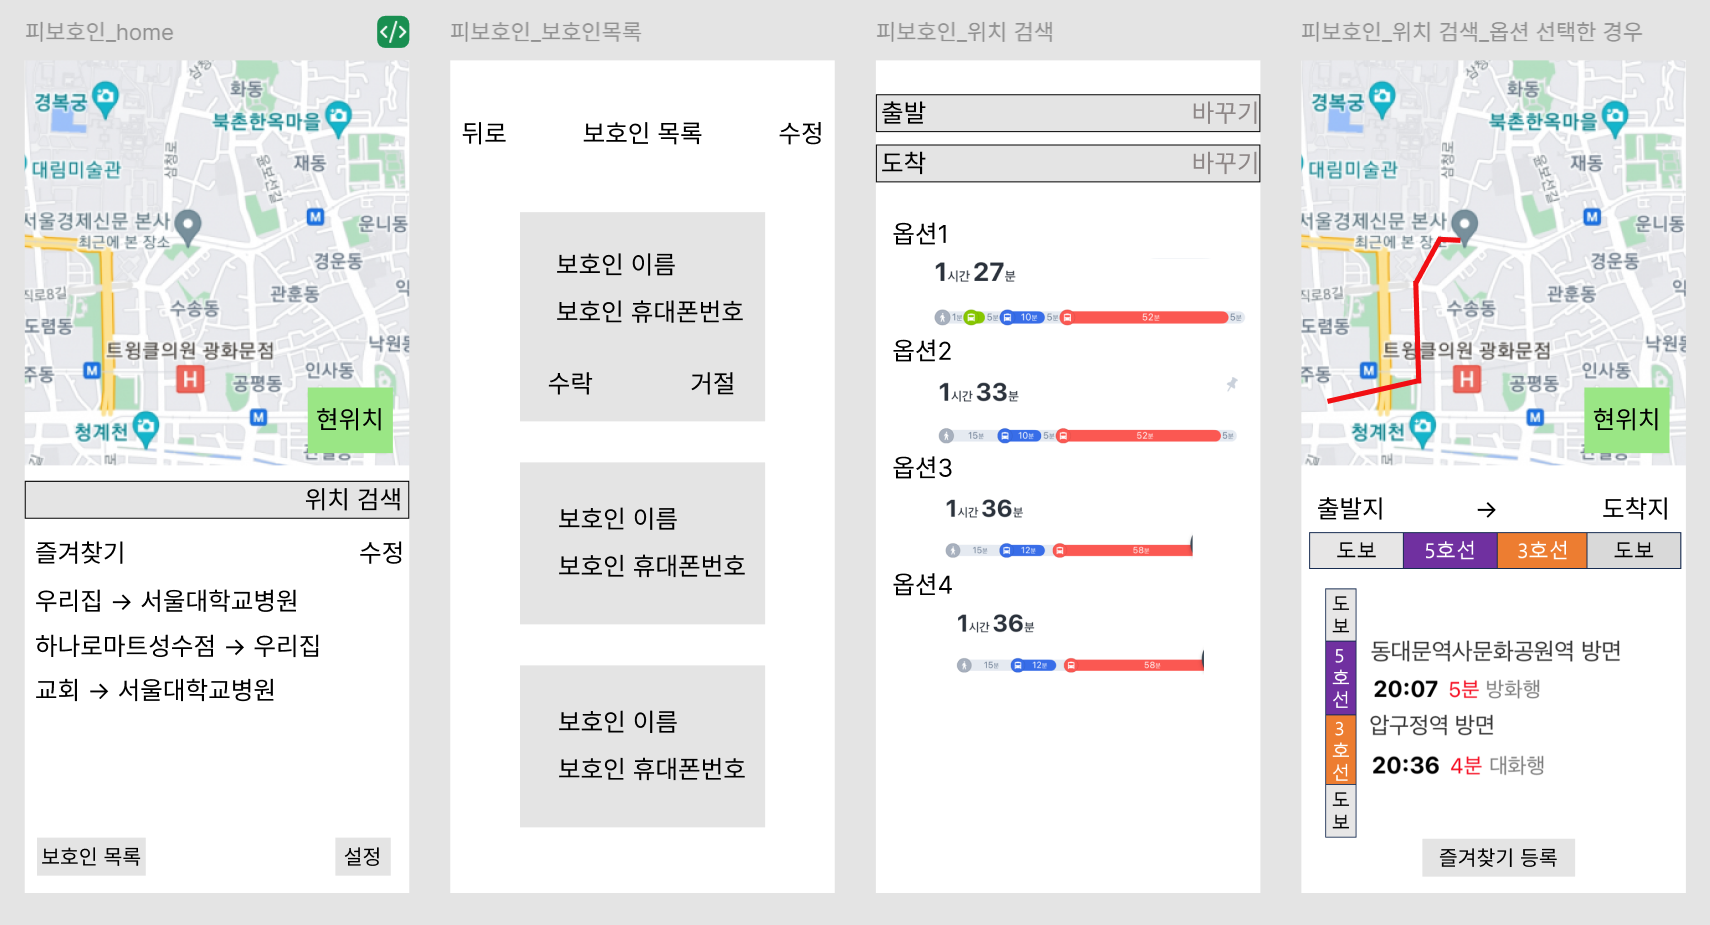 피보호인_home
</>
경복궁
화동
북촌한옥마을
삼청로
대림미술관
재동
서울경제신문 본사
최근에 본 장소
M
운니동
경운동
직로8길
관훈동
수송동
도렴동
트윙클의원 광화문점
낙원동
주동
M
H
공평동
인사동
청계천
M
현위치
위치 검색
즐겨찾기
수정
우리집 → 서울대학교병원
하나로마트성수점 → 우리집
교회 → 서울대학교병원
보호인 목록
설정
피보호인_보호인목록
뒤로
보호인 목록
수정
보호인 이름
보호인 휴대폰번호
수락
거절
보호인 이름
보호인 휴대폰번호
보호인 이름
보호인 휴대폰번호
피보호인_위치 검색
출발
바꾸기
도착
바꾸기
옵션1
1시간 27분
1분 5분 10분 5분 52분 5분
옵션2
1시간 33분
15분 10분 5분 52분 5분
옵션3
1시간 36분
15분 12분 58분
옵션4
1시간 36분
15분 12분 58분
피보호인_위치 검색_옵션 선택한 경우
경복궁
화동
북촌한옥마을
삼청로
대림미술관
재동
서울경제신문 본사
최근에 본 장
M
운니동
경운동
직로8길
관훈동
수송동
도렴동
트윙클의원 광화문점
낙원동
주동
M
H
공평동
인사동
청계천
M
현위치
출발지 → 도착지
도보 5호선 3호선 도보
도보
5호선
동대문역사문화공원역 방면
20:07 5분 방화행
3호선
압구정역 방면
20:36 4분 대화행
도보
즐겨찾기 등록